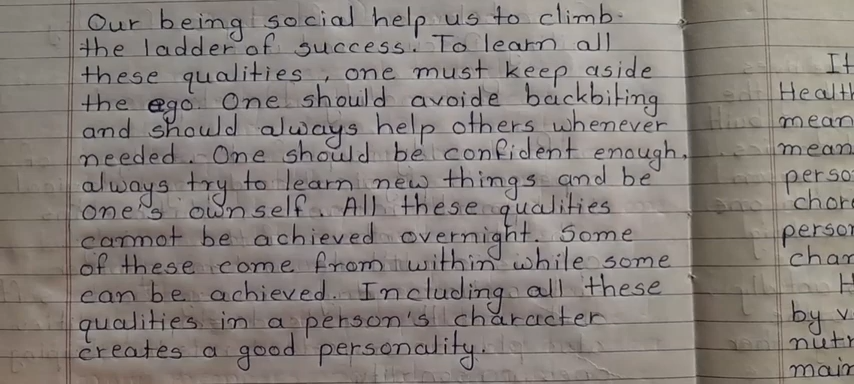 Our being social help us to climb
the ladder of success. To learn all
these qualities, one must keep aside
the ego. One should avoide backbiting
and should always help others whenever
needed. One should be confident enough,
always try to learn new things and be
one's ownself. All these qualities
cannot be achieved overnight. Some
of these come from within while some
can be achieved. Including all these
qualities in a person's character
creates a good personality.
It
Health
mean
mean
perso
chor
person
char
H
by v
nutr
main